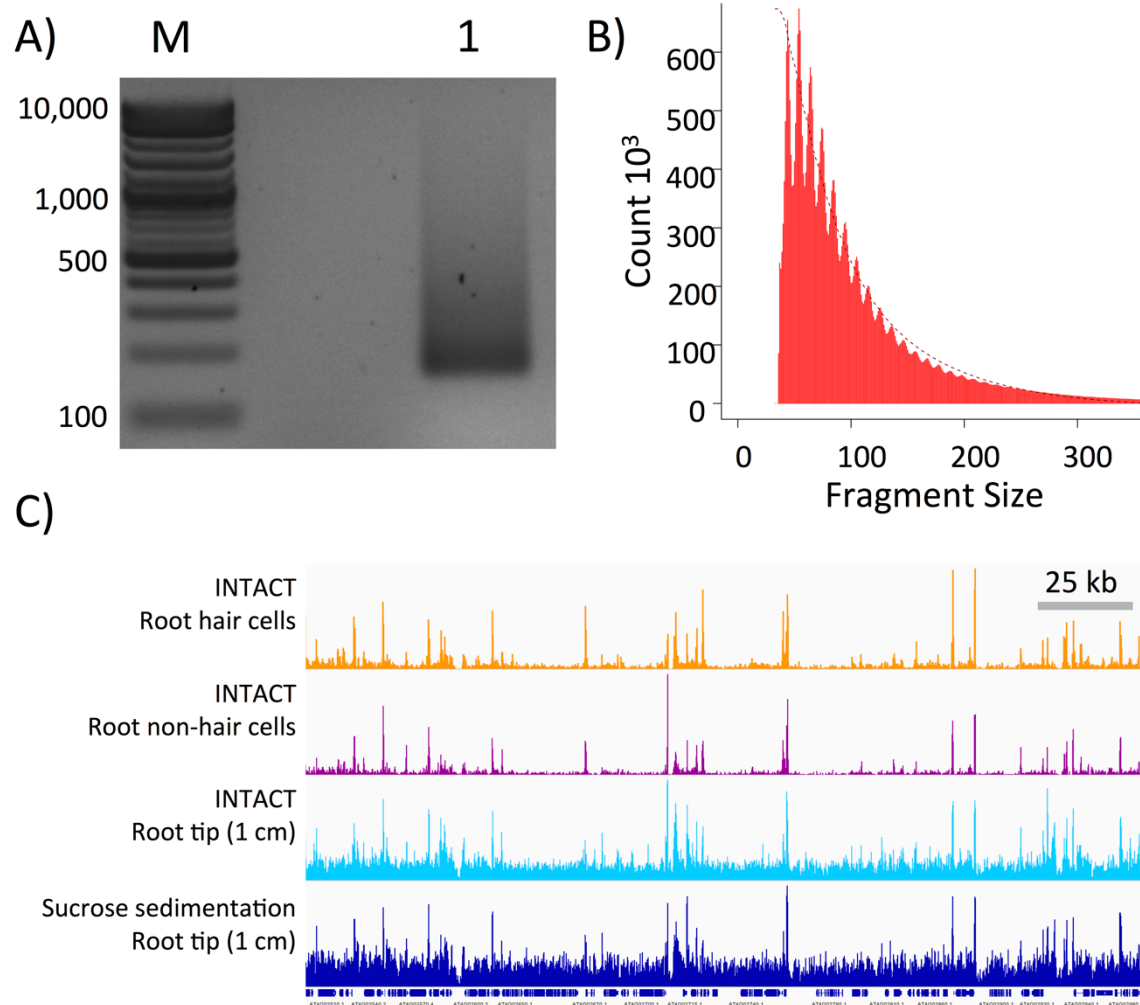 A)
M
1
10,000
1,000
500
100
B)
600
500
400
300
200
100
0
Count 10³
0
100
200
300
Fragment Size
C)
25 kb
INTACT
Root hair cells
INTACT
Root non-hair cells
INTACT
Root tip (1 cm)
Sucrose sedimentation
Root tip (1 cm)